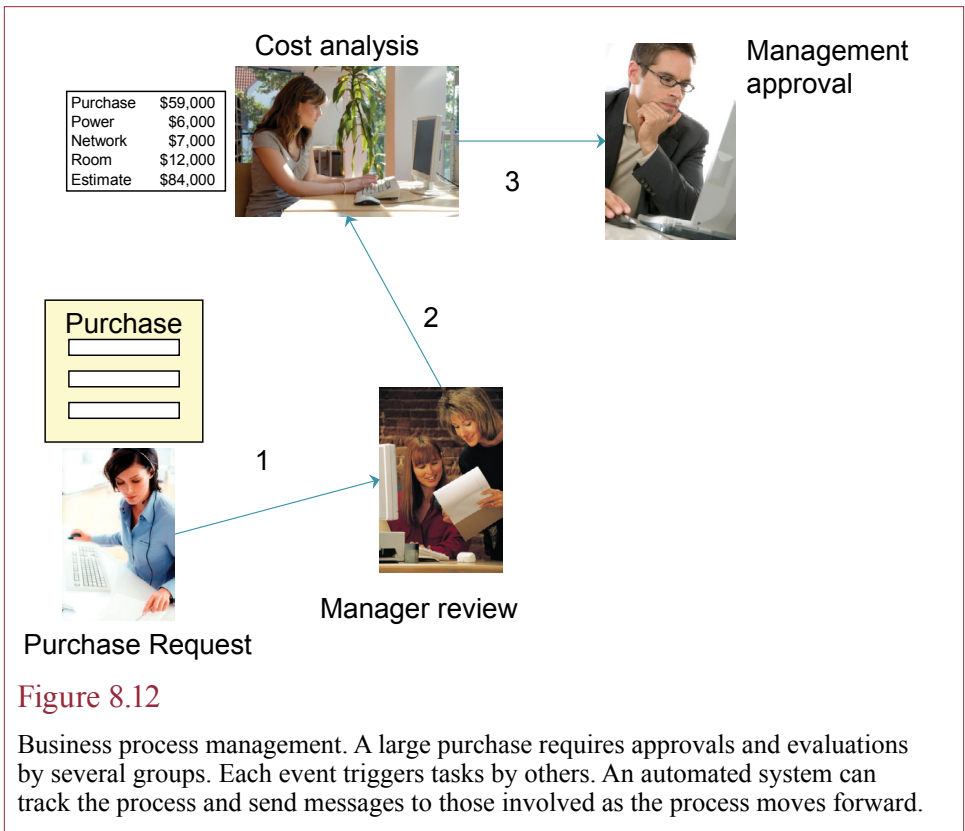 Cost analysis
Management
approval
Purchase $59,000
Power $6,000
Network $7,000
Room $12,000
Estimate $84,000
3
2
Purchase
1
Manager review
Purchase Request
Figure 8.12
Business process management. A large purchase requires approvals and evaluations
by several groups. Each event triggers tasks by others. An automated system can
track the process and send messages to those involved as the process moves forward.